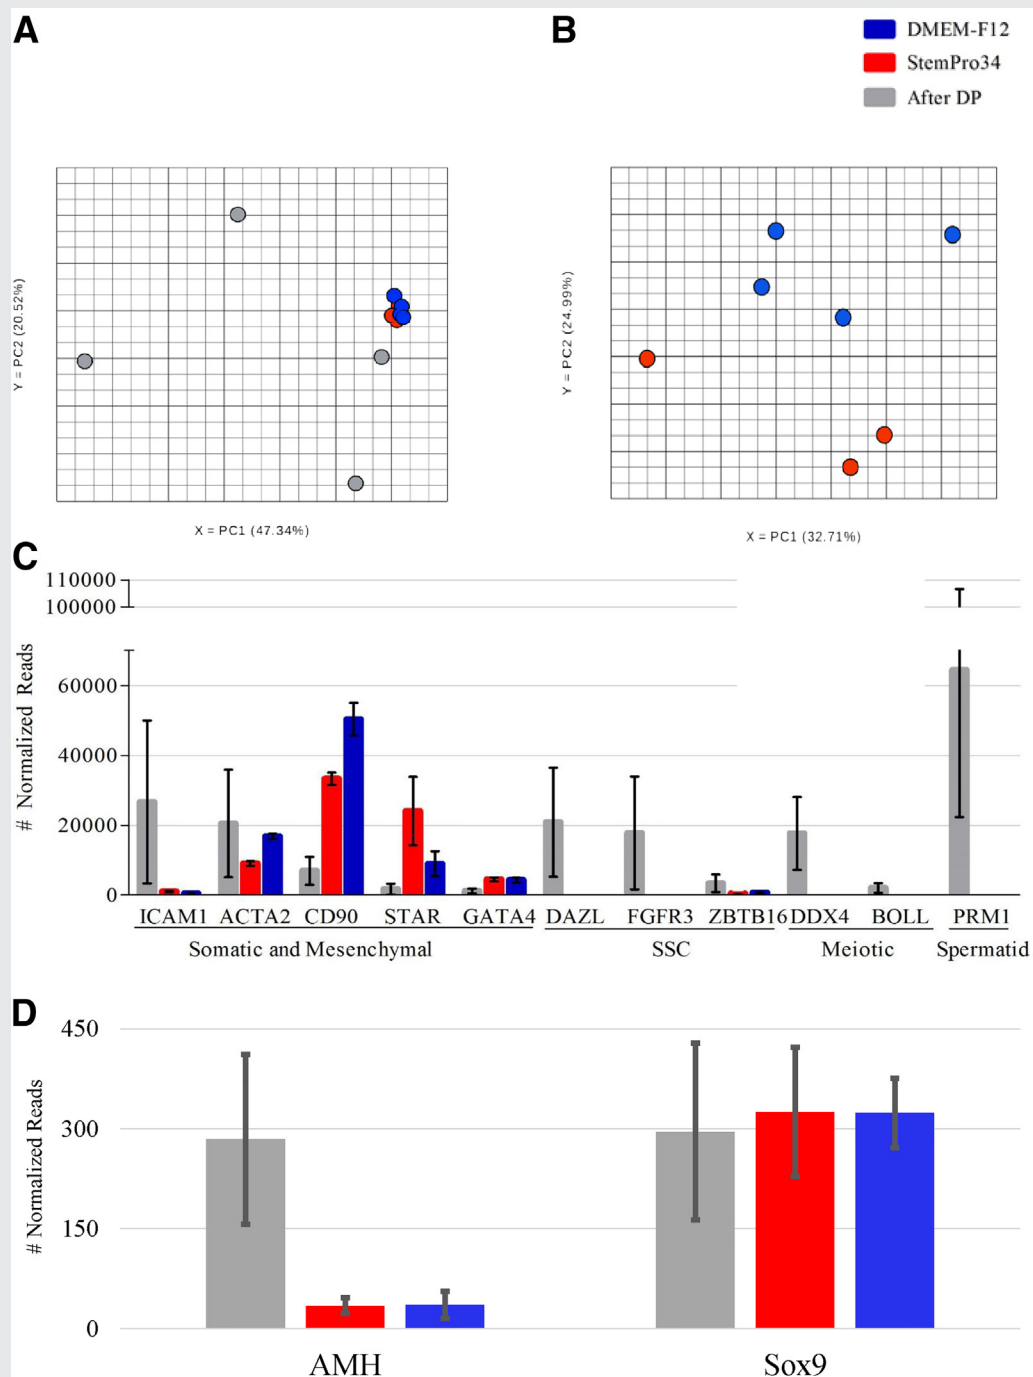 A
B
DMEM-F12
StemPro34
After DP
Y = PC2 (20.52%)
X = PC1 (47.34%)
Y = PC2 (24.99%)
X = PC1 (32.71%)
C
# Normalized Reads
110000
100000
60000
40000
20000
0
ICAM1 ACTA2 CD90 STAR GATA4 DAZL FGFR3 ZBTB16 DDX4 BOLL PRM1
Somatic and Mesenchymal SSC Meiotic Spermatid
D
# Normalized Reads
450
300
150
0
AMH Sox9